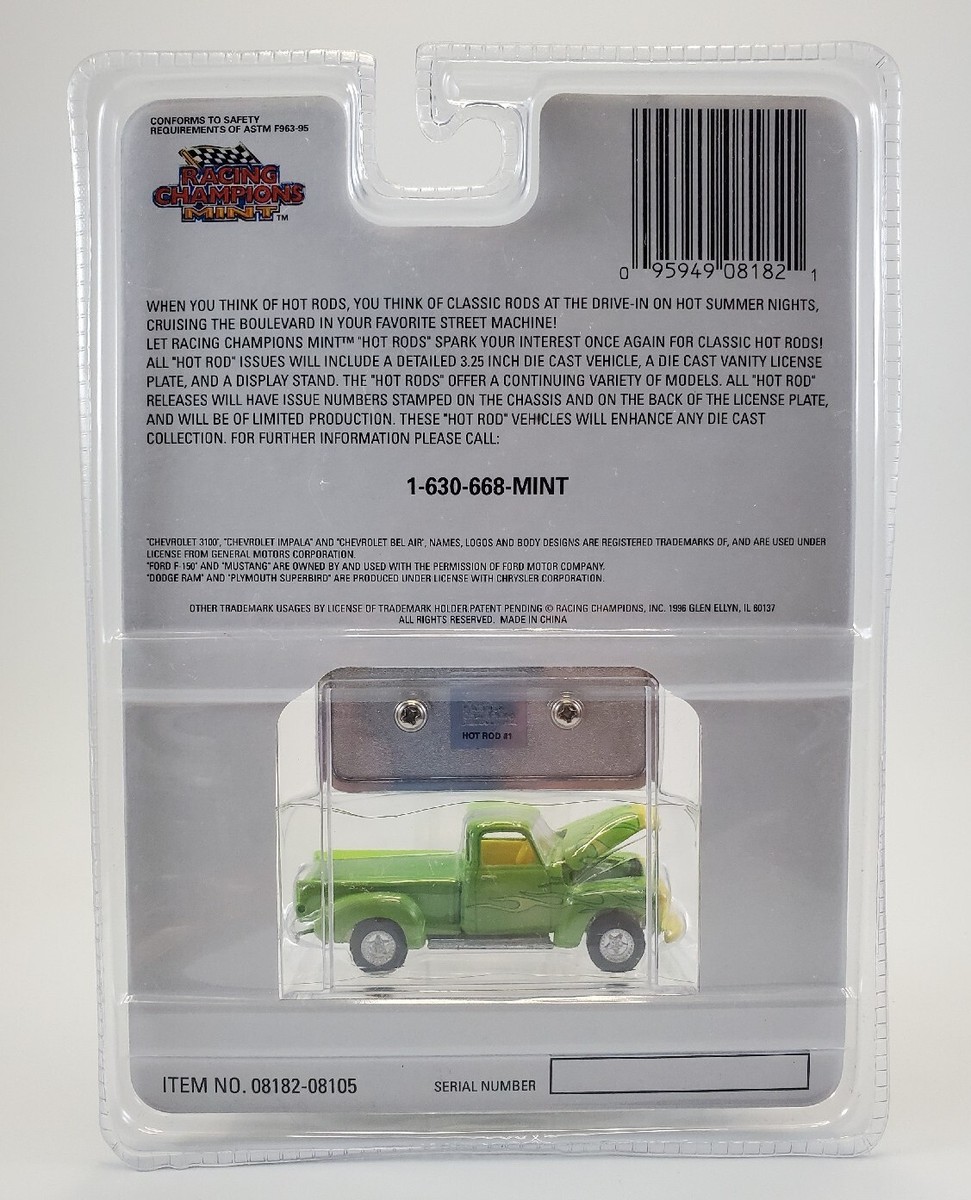 CONFORMS TO SAFETY
REQUIREMENTS OF ASTM F963-95
RACING
CHAMPIONS
MINT™
0 95949 08182 1
WHEN YOU THINK OF HOT RODS, YOU THINK OF CLASSIC RODS AT THE DRIVE-IN ON HOT SUMMER NIGHTS,
CRUISING THE BOULEVARD IN YOUR FAVORITE STREET MACHINE!
LET RACING CHAMPIONS MINT™ "HOT RODS" SPARK YOUR INTEREST ONCE AGAIN FOR CLASSIC HOT RODS!
ALL "HOT ROD" ISSUES WILL INCLUDE A DETAILED 3.25 INCH DIE CAST VEHICLE, A DIE CAST VANITY LICENSE
PLATE, AND A DISPLAY STAND. THE "HOT RODS" OFFER A CONTINUING VARIETY OF MODELS. ALL "HOT ROD"
RELEASES WILL HAVE ISSUE NUMBERS STAMPED ON THE CHASSIS AND ON THE BACK OF THE LICENSE PLATE,
AND WILL BE OF LIMITED PRODUCTION. THESE "HOT ROD" VEHICLES WILL ENHANCE ANY DIE CAST
COLLECTION. FOR FURTHER INFORMATION PLEASE CALL:
1-630-668-MINT
"CHEVROLET 3100", "CHEVROLET IMPALA" AND "CHEVROLET BEL AIR", NAMES, LOGOS AND BODY DESIGNS ARE REGISTERED TRADEMARKS OF, AND ARE USED UNDER
LICENSE FROM GENERAL MOTORS CORPORATION.
"FORD F-150" AND "MUSTANG" ARE OWNED BY AND USED WITH THE PERMISSION OF FORD MOTOR COMPANY.
"DODGE RAM" AND "PLYMOUTH SUPERBIRD" ARE PRODUCED UNDER LICENSE WITH CHRYSLER CORPORATION.
OTHER TRADEMARK USAGES BY LICENSE OF TRADEMARK HOLDER.PATENT PENDING © RACING CHAMPIONS, INC. 1996 GLEN ELLYN, IL 60137
ALL RIGHTS RESERVED. MADE IN CHINA
HOT ROD #1
ITEM NO. 08182-08105
SERIAL NUMBER